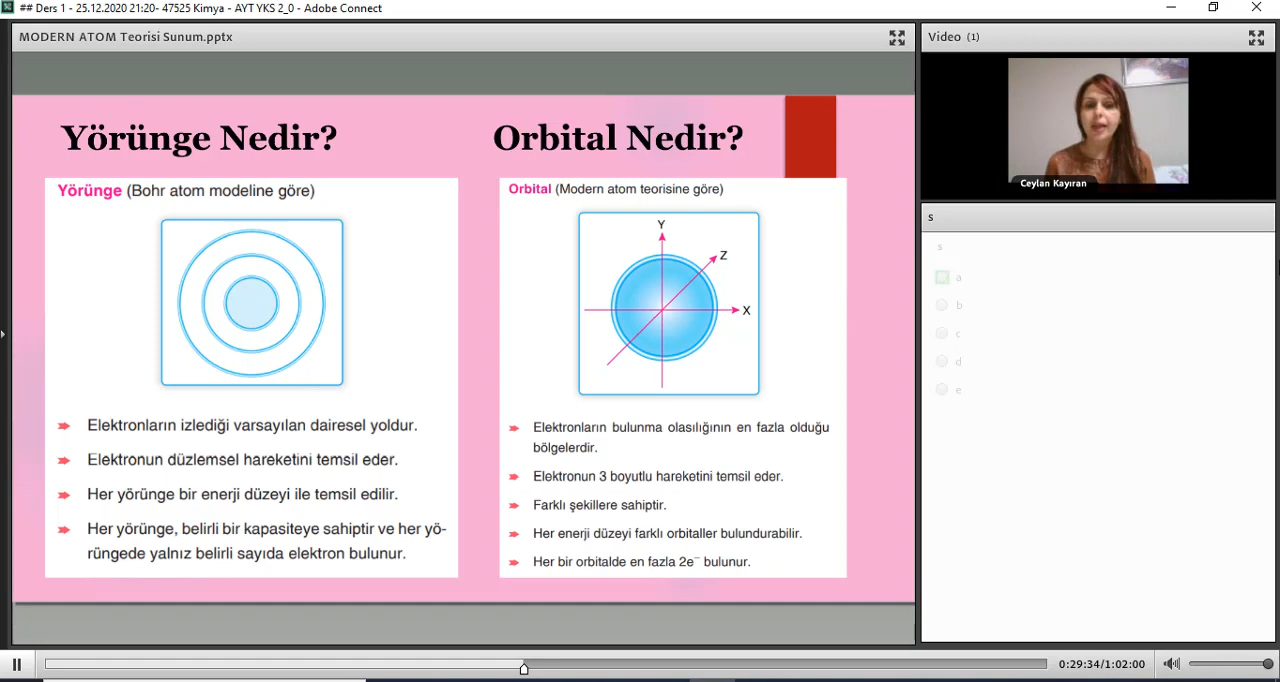 ## Ders 1 - 25.12.2020 21:20- 47525 Kimya - AYT YKS 2_0 - Adobe Connect
MODERN ATOM Teorisi Sunum.pptx
Yörünge Nedir?
Yörünge (Bohr atom modeline göre)
Elektronların izlediği varsayılan dairesel yoldur.
Elektronun düzlemsel hareketini temsil eder.
Her yörünge bir enerji düzeyi ile temsil edilir.
Her yörünge, belirli bir kapasiteye sahiptir ve her yö-
rüngede yalnız belirli sayıda elektron bulunur.
Orbital Nedir?
Orbital (Modern atom teorisine göre)
Y
Z
X
Elektronların bulunma olasılığının en fazla olduğu
bölgelerdir.
Elektronun 3 boyutlu hareketini temsil eder.
Farklı şekillere sahiptir.
Her enerji düzeyi farklı orbitaller bulundurabilir.
Her bir orbitalde en fazla 2e⁻ bulunur.
Video (1)
Ceylan Kayıran
s
s
a
b
c
d
e
0:29:34/1:02:00